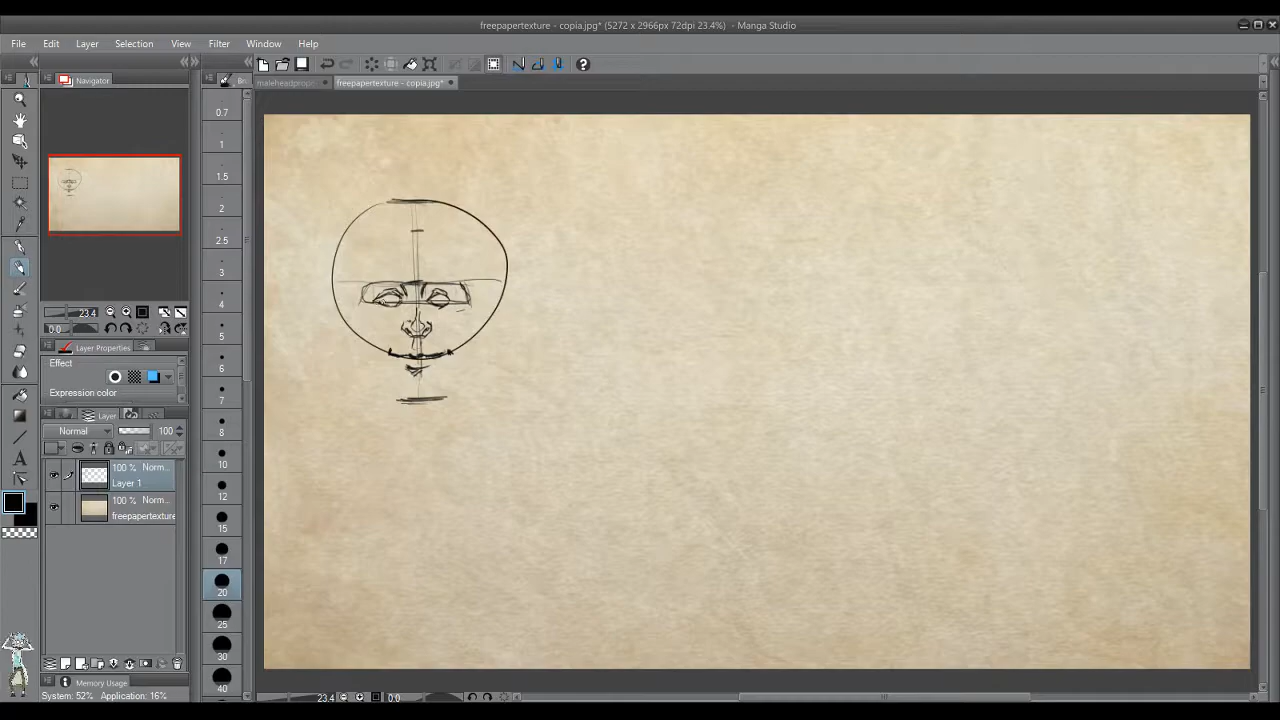 freepapertexture - copia.jpg* (5272 x 2966px 72dpi 23.4%) - Manga Studio
File Edit Layer Selection View Filter Window Help
Navigator
maleheadpropo
freepapertexture - copia.jpg*
0.7
1
1.5
2
2.5
3
4
5
6
7
8
10
12
15
17
20
25
30
40
23.4
0.0
Layer Properties
Effect
Expression color
Layer
Normal 100
100 % Norm...
Layer 1
100 % Norm...
freepapertexture
Memory Usage
System: 52% Application: 16%
23.4 0.0